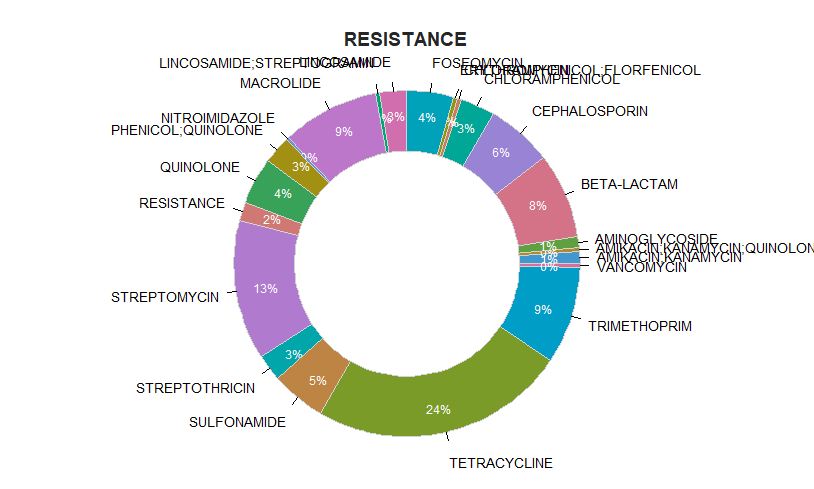 RESISTANCE
LINCOSAMIDE
FOSFOMYCIN
LINCOSAMIDE;STREPTOGRAMIN
ERYTHROMYCIN
CHLORAMPHENICOL;FLORFENICOL
MACROLIDE
CHLORAMPHENICOL
CEPHALOSPORIN
NITROIMIDAZOLE
PHENICOL;QUINOLONE
QUINOLONE
BETA-LACTAM
RESISTANCE
AMINOGLYCOSIDE
AMIKACIN;KANAMYCIN;QUINOLON
AMIKACIN;KANAMYCIN
VANCOMYCIN
STREPTOMYCIN
TRIMETHOPRIM
STREPTOTHRICIN
SULFONAMIDE
TETRACYCLINE
3%
4%
3%
9%
6%
0%
3%
4%
8%
2%
1%
1%
0%
13%
9%
3%
5%
24%